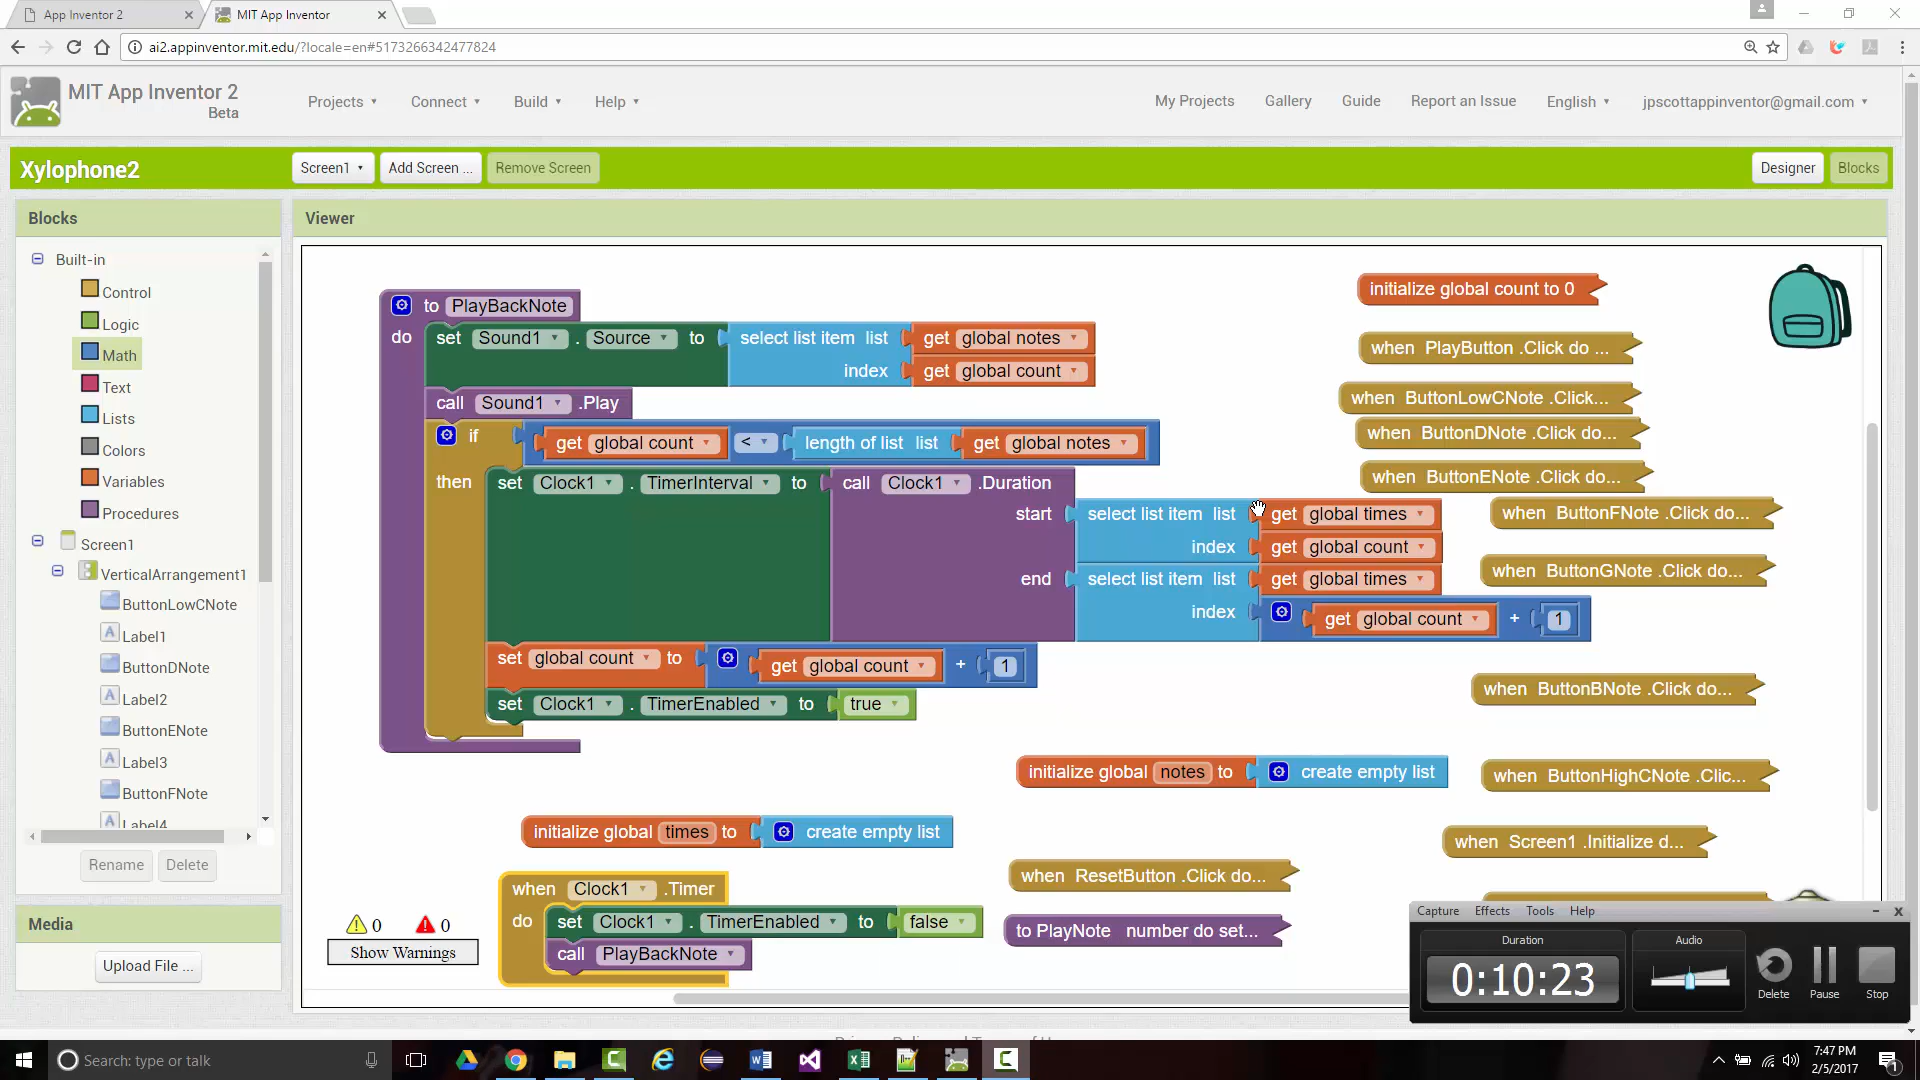 App Inventor 2
MIT App Inventor
ai2.appinventor.mit.edu/?locale=en#5173266342477824
MIT App Inventor 2
Beta
Projects
Connect
Build
Help
My Projects
Gallery
Guide
Report an Issue
English
jpscottappinventor@gmail.com
Xylophone2
Screen1
Add Screen ...
Remove Screen
Designer
Blocks
Blocks
Viewer
Built-in
Control
Logic
Math
Text
Lists
Colors
Variables
Procedures
Screen1
VerticalArrangement1
ButtonLowCNote
Label1
ButtonDNote
Label2
ButtonENote
Label3
ButtonFNote
Label4
Rename
Delete
Media
Upload File ...
to PlayBackNote
do set Sound1 . Source to select list item list get global notes
index get global count
call Sound1 .Play
if get global count < length of list list get global notes
then set Clock1 . TimerInterval to call Clock1 .Duration
start select list item list get global times
index get global count
end select list item list get global times
index get global count + 1
set global count to get global count + 1
set Clock1 . TimerEnabled to true
initialize global count to 0
when PlayButton .Click do ...
when ButtonLowCNote .Click...
when ButtonDNote .Click do...
when ButtonENote .Click do...
when ButtonFNote .Click do...
when ButtonGNote .Click do...
when ButtonBNote .Click do...
initialize global notes to create empty list
when ButtonHighCNote .Clic...
initialize global times to create empty list
when Screen1 .Initialize d...
when Clock1 .Timer
do set Clock1 . TimerEnabled to false
call PlayBackNote
when ResetButton .Click do...
to PlayNote number do set...
0 0
Show Warnings
Capture Effects Tools Help
Duration
0:10:23
Audio
Delete
Pause
Stop
Search: type or talk
7:47 PM
2/5/2017
1